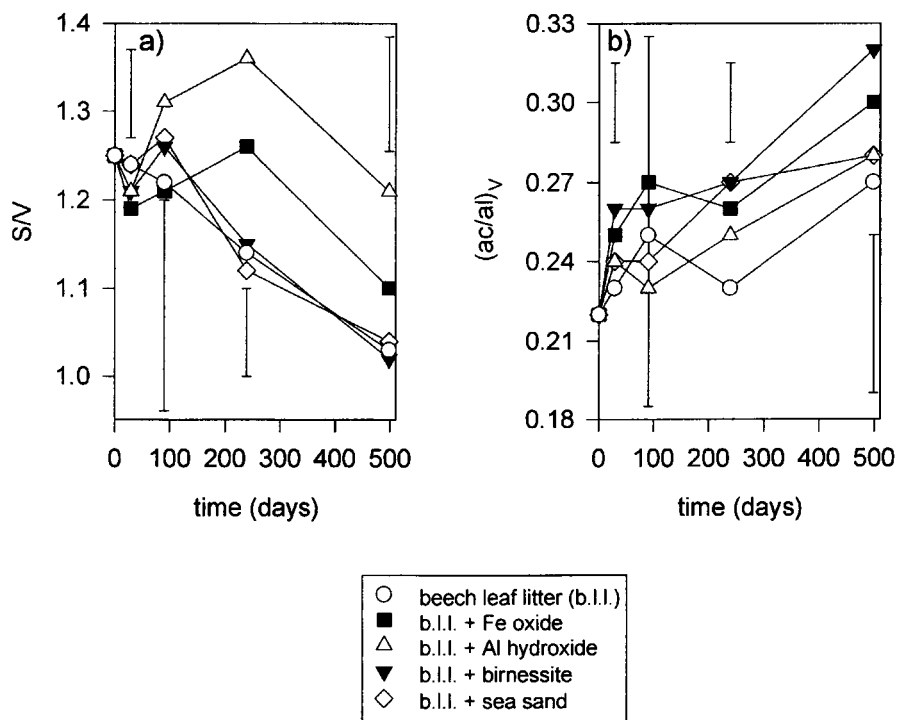 a)
S/V
1.4
1.3
1.2
1.1
1.0
0 100 200 300 400 500
time (days)
b)
(ac/al)V
0.33
0.30
0.27
0.24
0.21
0.18
0 100 200 300 400 500
time (days)
beech leaf litter (b.l.l.)
b.l.l. + Fe oxide
b.l.l. + Al hydroxide
b.l.l. + birnessite
b.l.l. + sea sand